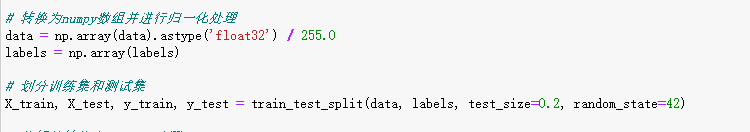 # 转换为numpy数组并进行归一化处理
data = np.array(data).astype('float32') / 255.0
labels = np.array(labels)
# 划分训练集和测试集
X_train, X_test, y_train, y_test = train_test_split(data, labels, test_size=0.2, random_state=42)